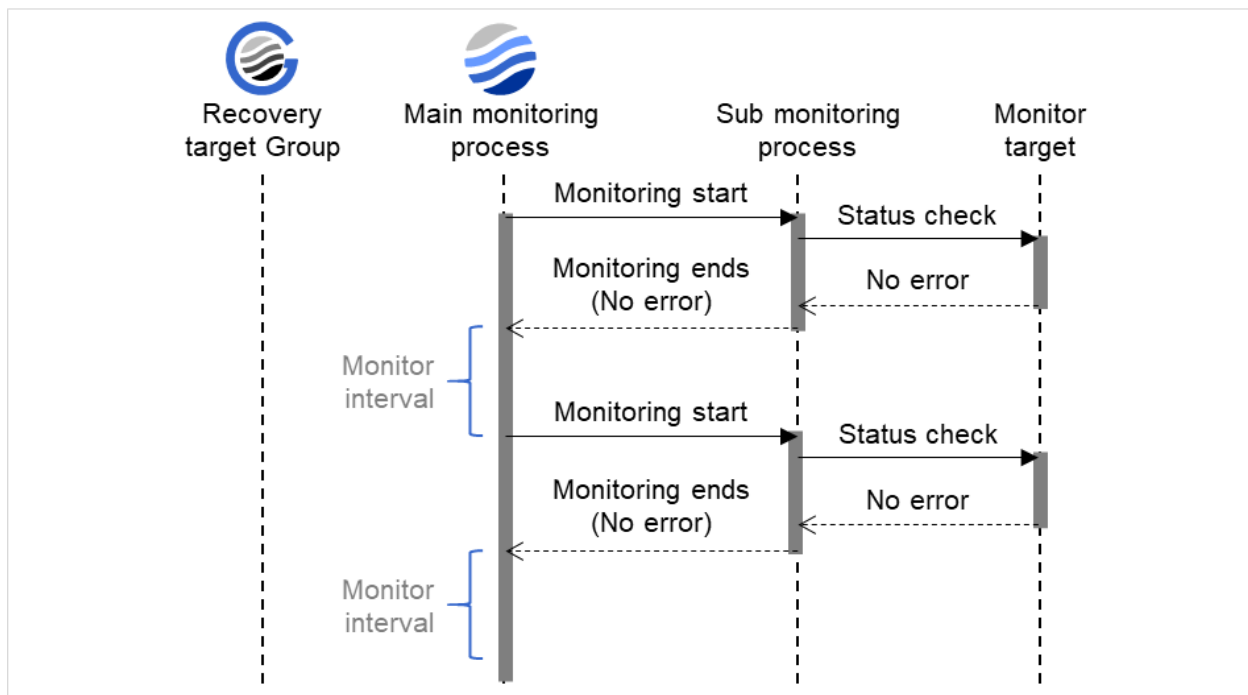 Recovery
target Group
Main monitoring
process
Sub monitoring
process
Monitor
target
Monitoring start
Status check
Monitoring ends
(No error)
No error
Monitor
interval
Monitoring start
Status check
Monitoring ends
(No error)
No error
Monitor
interval